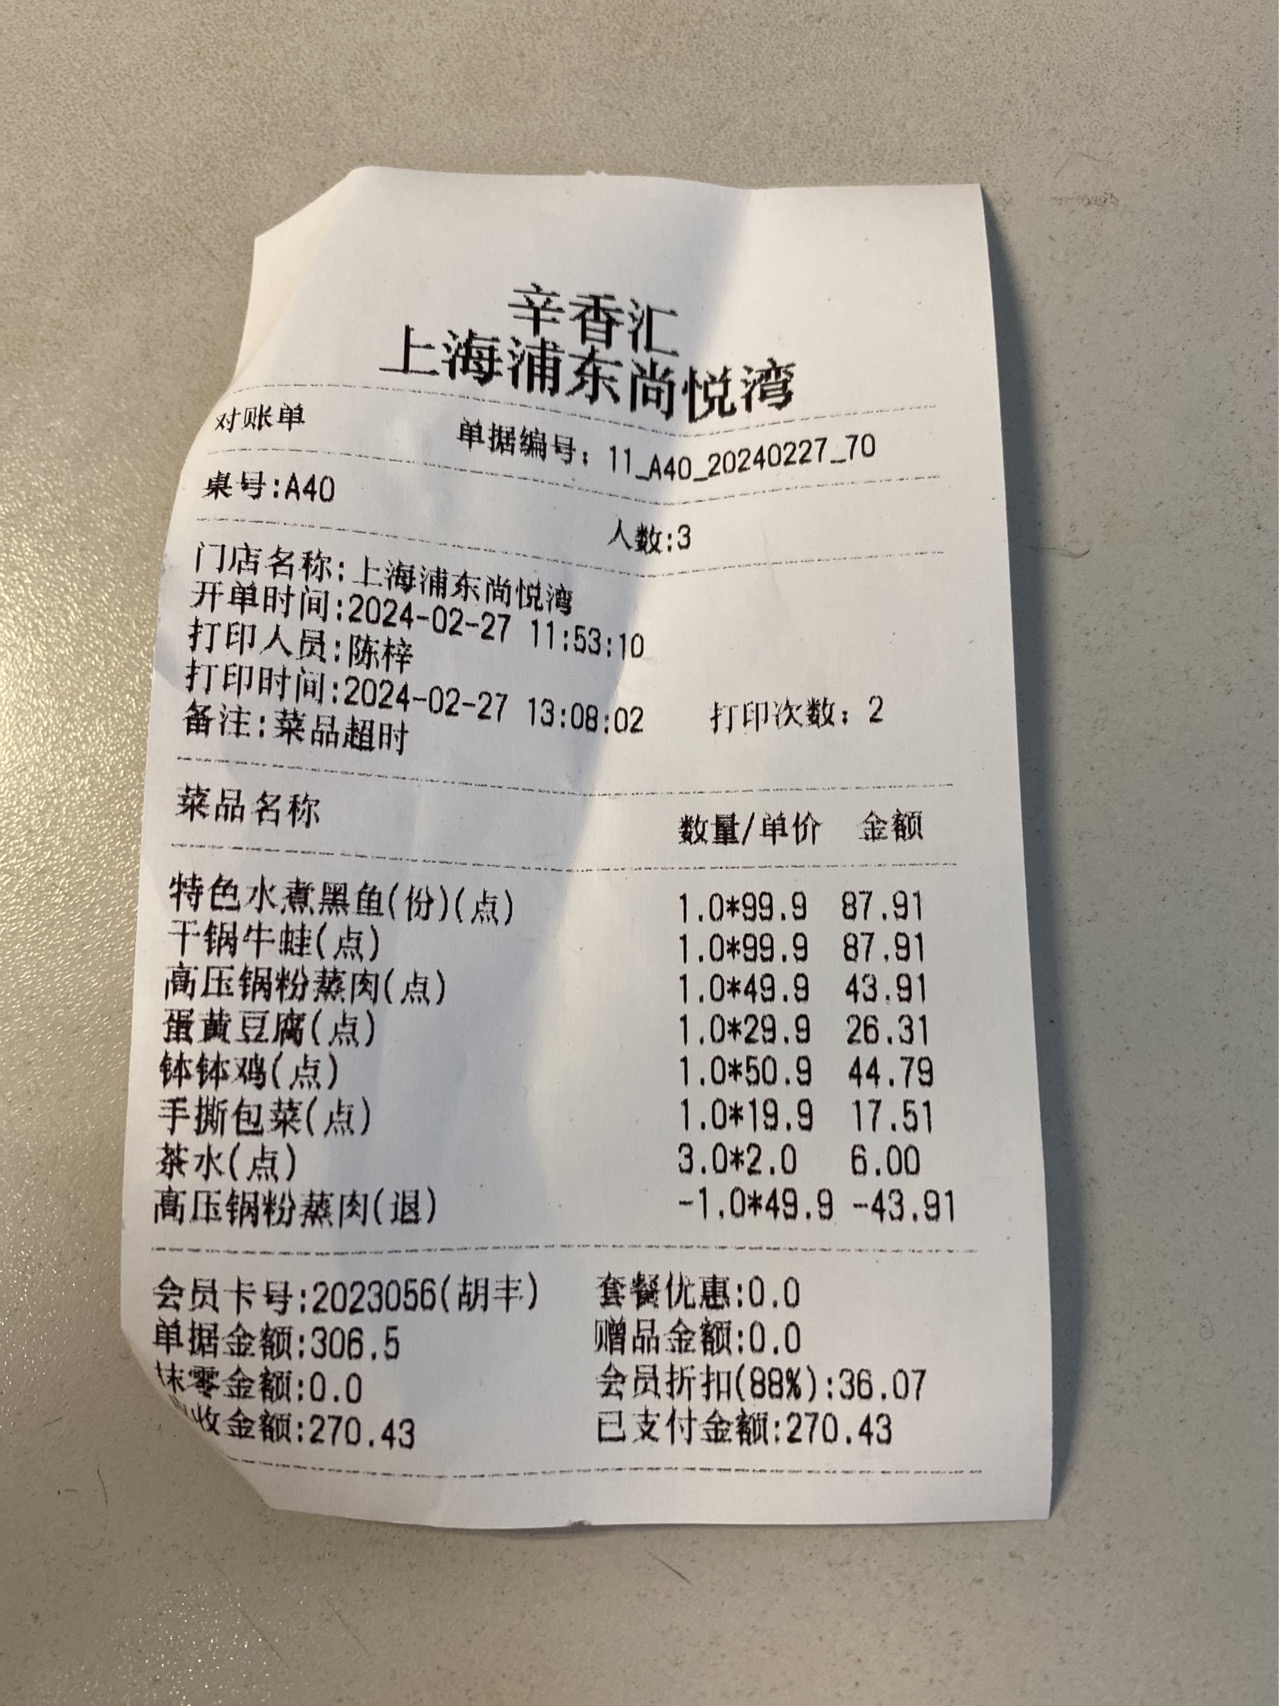 辛香汇
上海浦东尚悦湾
对账单 单据编号：11_A40_20240227_70
桌号:A40 人数:3
门店名称:上海浦东尚悦湾
开单时间:2024-02-27 11:53:10
打印人员:陈梓
打印时间:2024-02-27 13:08:02 打印次数：2
备注:菜品超时
菜品名称 数量/单价 金额
特色水煮黑鱼(份)(点) 1.0*99.9 87.91
干锅牛蛙(点) 1.0*99.9 87.91
高压锅粉蒸肉(点) 1.0*49.9 43.91
蛋黄豆腐(点) 1.0*29.9 26.31
钵钵鸡(点) 1.0*50.9 44.79
手撕包菜(点) 1.0*19.9 17.51
茶水(点) 3.0*2.0 6.00
高压锅粉蒸肉(退) -1.0*49.9 -43.91
会员卡号:2023056(胡丰) 套餐优惠:0.0
单据金额:306.5 赠品金额:0.0
抹零金额:0.0 会员折扣(88%):36.07
收金额:270.43 已支付金额:270.43